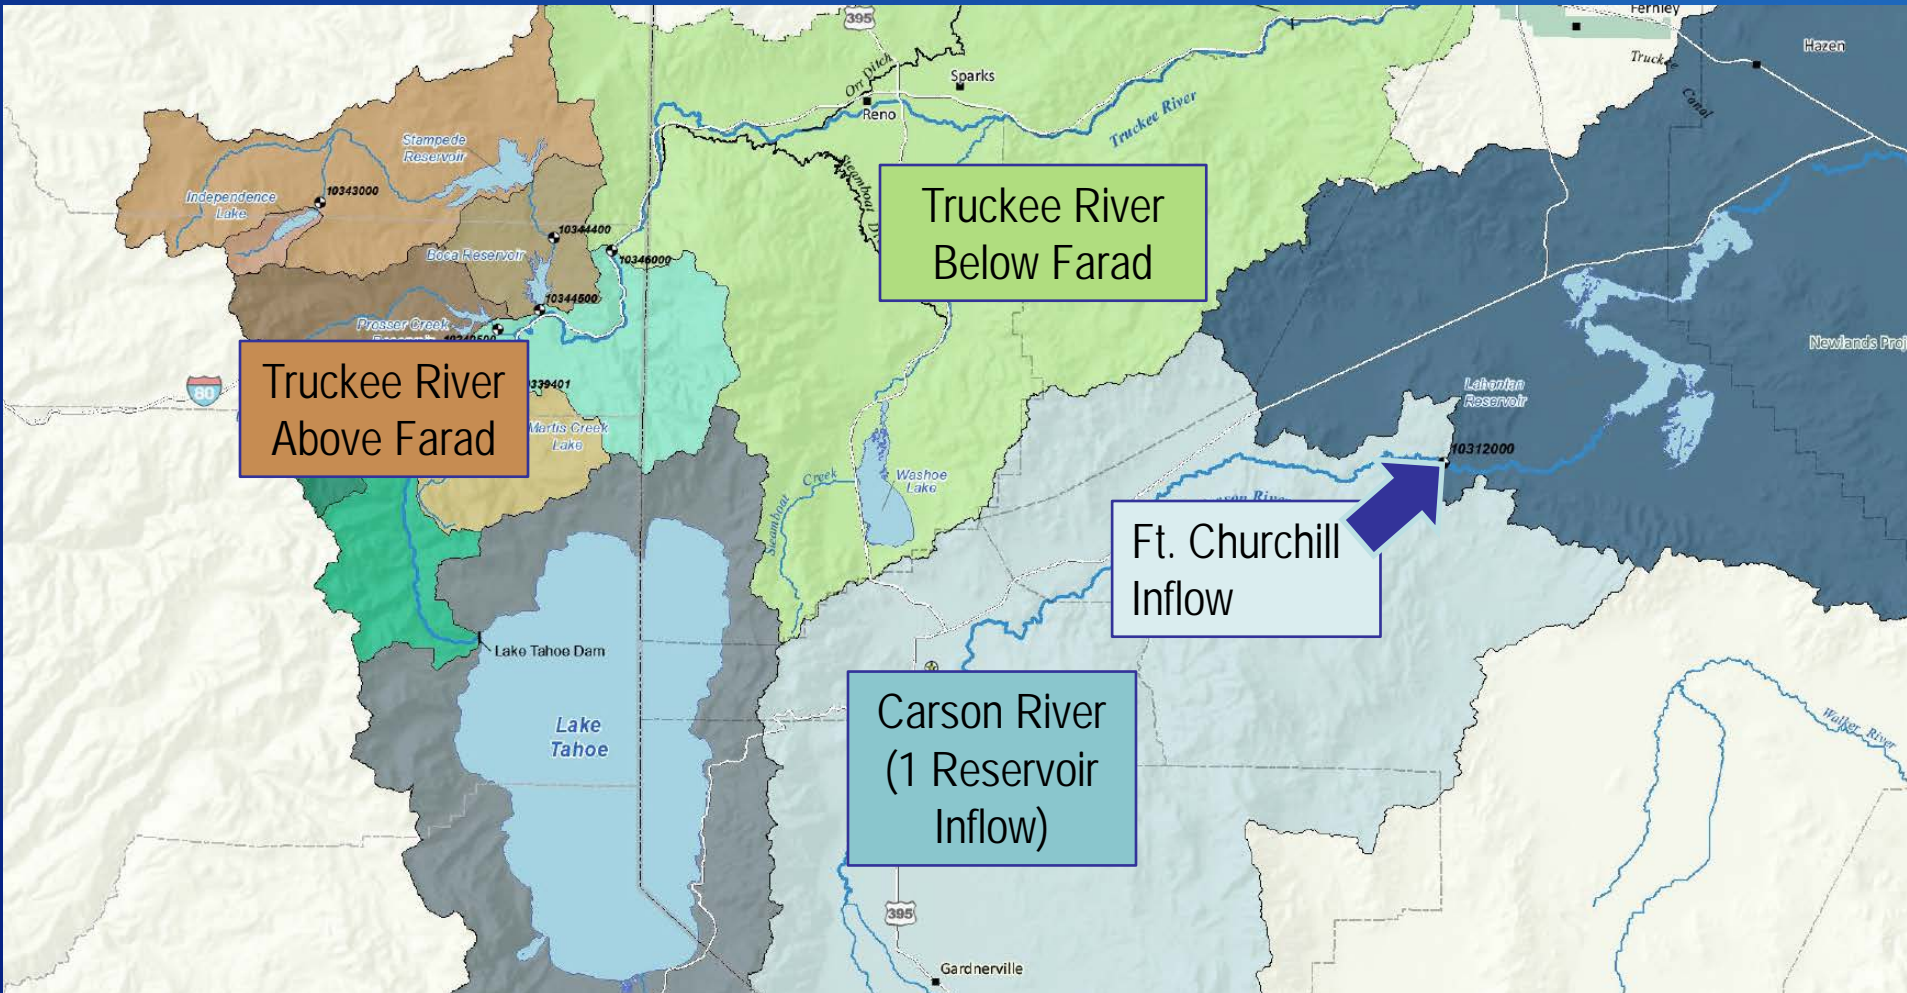 395
Fernley
Hazen
Sparks
Orr Ditch
Truckee
Canal
Reno
Truckee River
Stampede
Reservoir
Steamboat
Independence
Lake
10343000
Truckee River
Below Farad
10344400
Boca Reservoir
10346000
10344500
Prosser Creek
Newlands
Truckee River
Above Farad
80
Lahontan
Reservoir
Martis Creek
Lake
10312000
Washoe
Lake
Steamboat Creek
Ft. Churchill
Inflow
Lake Tahoe Dam
Carson River
(1 Reservoir
Inflow)
Lake
Tahoe
Walker River
395
Gardnerville